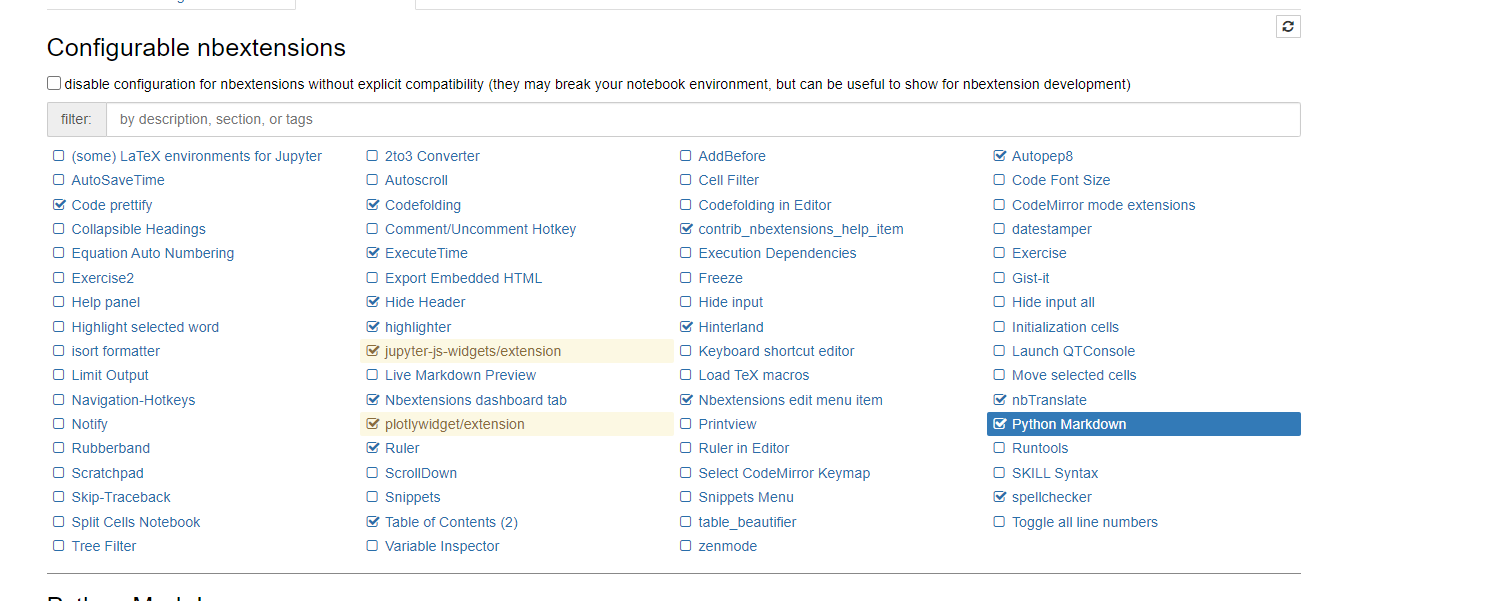 Configurable nbextensions
disable configuration for nbextensions without explicit compatibility (they may break your notebook environment, but can be useful to show for nbextension development)
filter: by description, section, or tags
(some) LaTeX environments for Jupyter 2to3 Converter AddBefore Autopep8
AutoSaveTime Autoscroll Cell Filter Code Font Size
Code prettify Codefolding Codefolding in Editor CodeMirror mode extensions
Collapsible Headings Comment/Uncomment Hotkey contrib_nbextensions_help_item datestamper
Equation Auto Numbering ExecuteTime Execution Dependencies Exercise
Exercise2 Export Embedded HTML Freeze Gist-it
Help panel Hide Header Hide input Hide input all
Highlight selected word highlighter Hinterland Initialization cells
isort formatter jupyter-js-widgets/extension Keyboard shortcut editor Launch QTConsole
Limit Output Live Markdown Preview Load TeX macros Move selected cells
Navigation-Hotkeys Nbextensions dashboard tab Nbextensions edit menu item nbTranslate
Notify plotlywidget/extension Printview Python Markdown
Rubberband Ruler Ruler in Editor Runtools
Scratchpad ScrollDown Select CodeMirror Keymap SKILL Syntax
Skip-Traceback Snippets Snippets Menu spellchecker
Split Cells Notebook Table of Contents (2) table_beautifier Toggle all line numbers
Tree Filter Variable Inspector zenmode